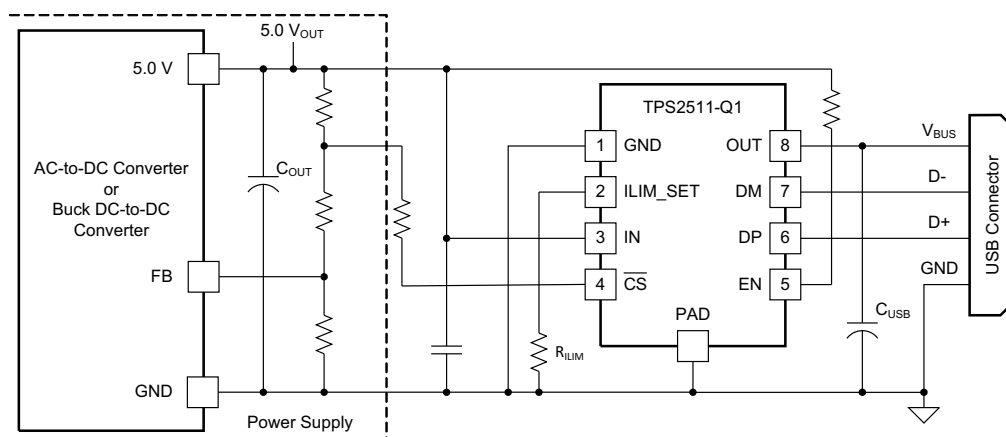 5.0 VOUT
5.0 V
AC-to-DC Converter
or
Buck DC-to-DC
Converter
COUT
FB
GND
Power Supply
TPS2511-Q1
1 GND
2 ILIM_SET
3 IN
4 C̅S̅
OUT 8
DM 7
DP 6
EN 5
PAD
RILIM
VBUS
D-
D+
GND
CUSB
USB Connector